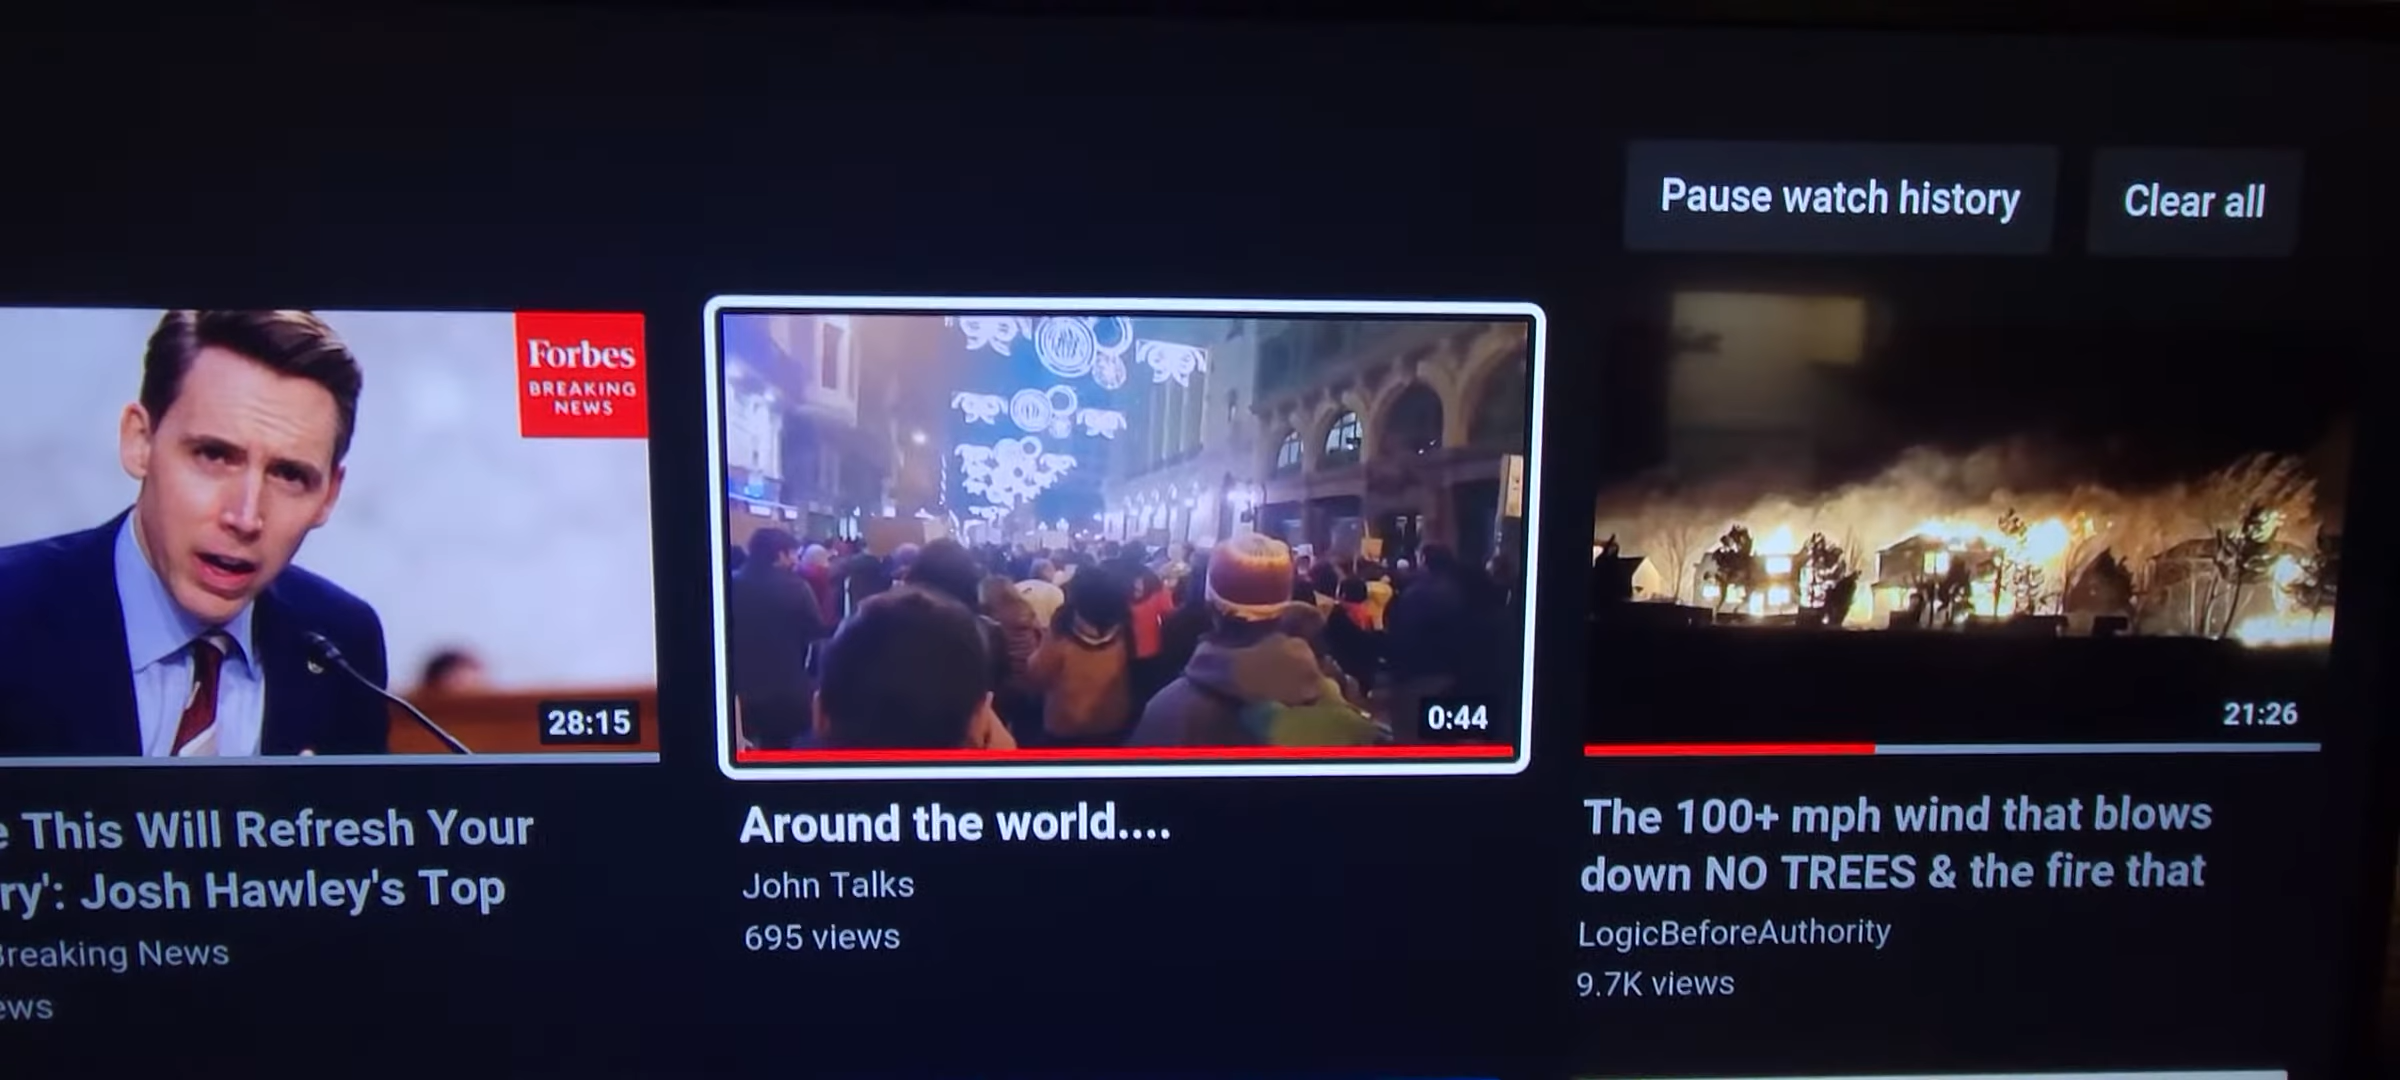 Pause watch history
Clear all
Forbes
BREAKING
NEWS
28:15
0:44
21:26
This Will Refresh Your
ry': Josh Hawley's Top
Breaking News
ews
Around the world....
John Talks
695 views
The 100+ mph wind that blows
down NO TREES & the fire that
LogicBeforeAuthority
9.7K views